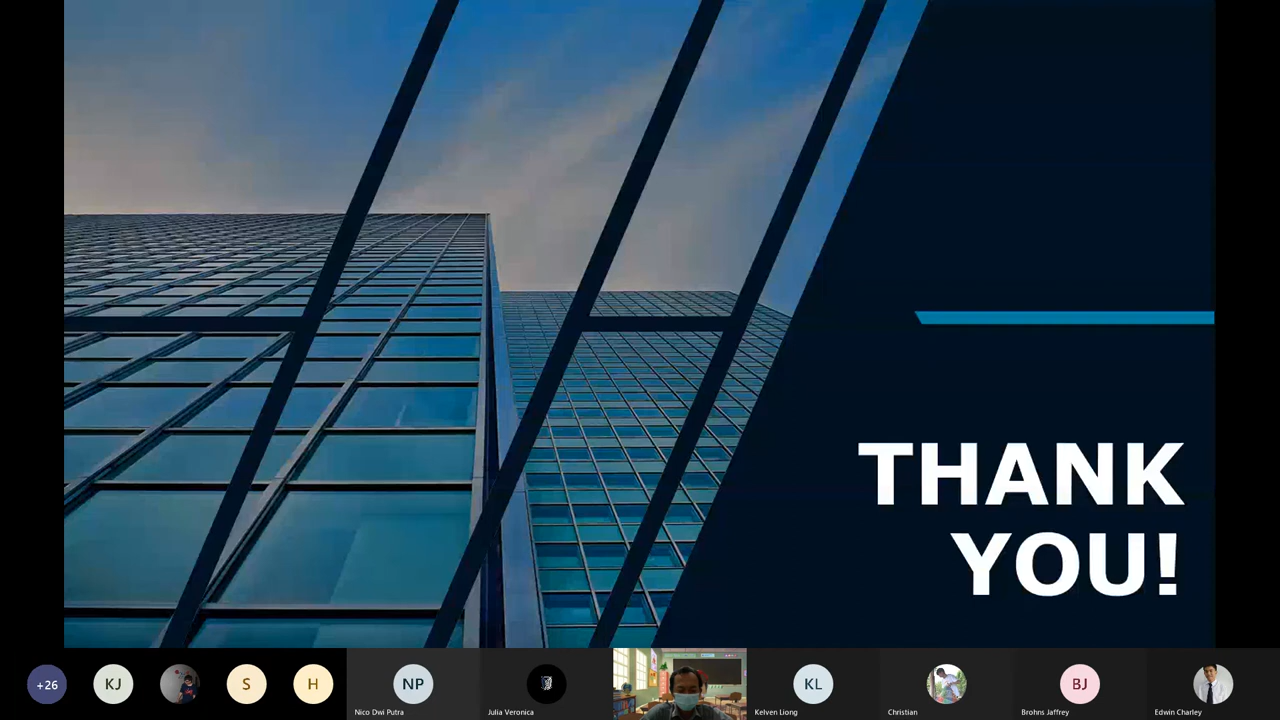 THANK
YOU!
+26
KJ
S
H
NP
KL
BJ
Nico Dwi Putra
Julia Veronica
Kelven Liong
Christian
Brohns Jaffrey
Edwin Charley